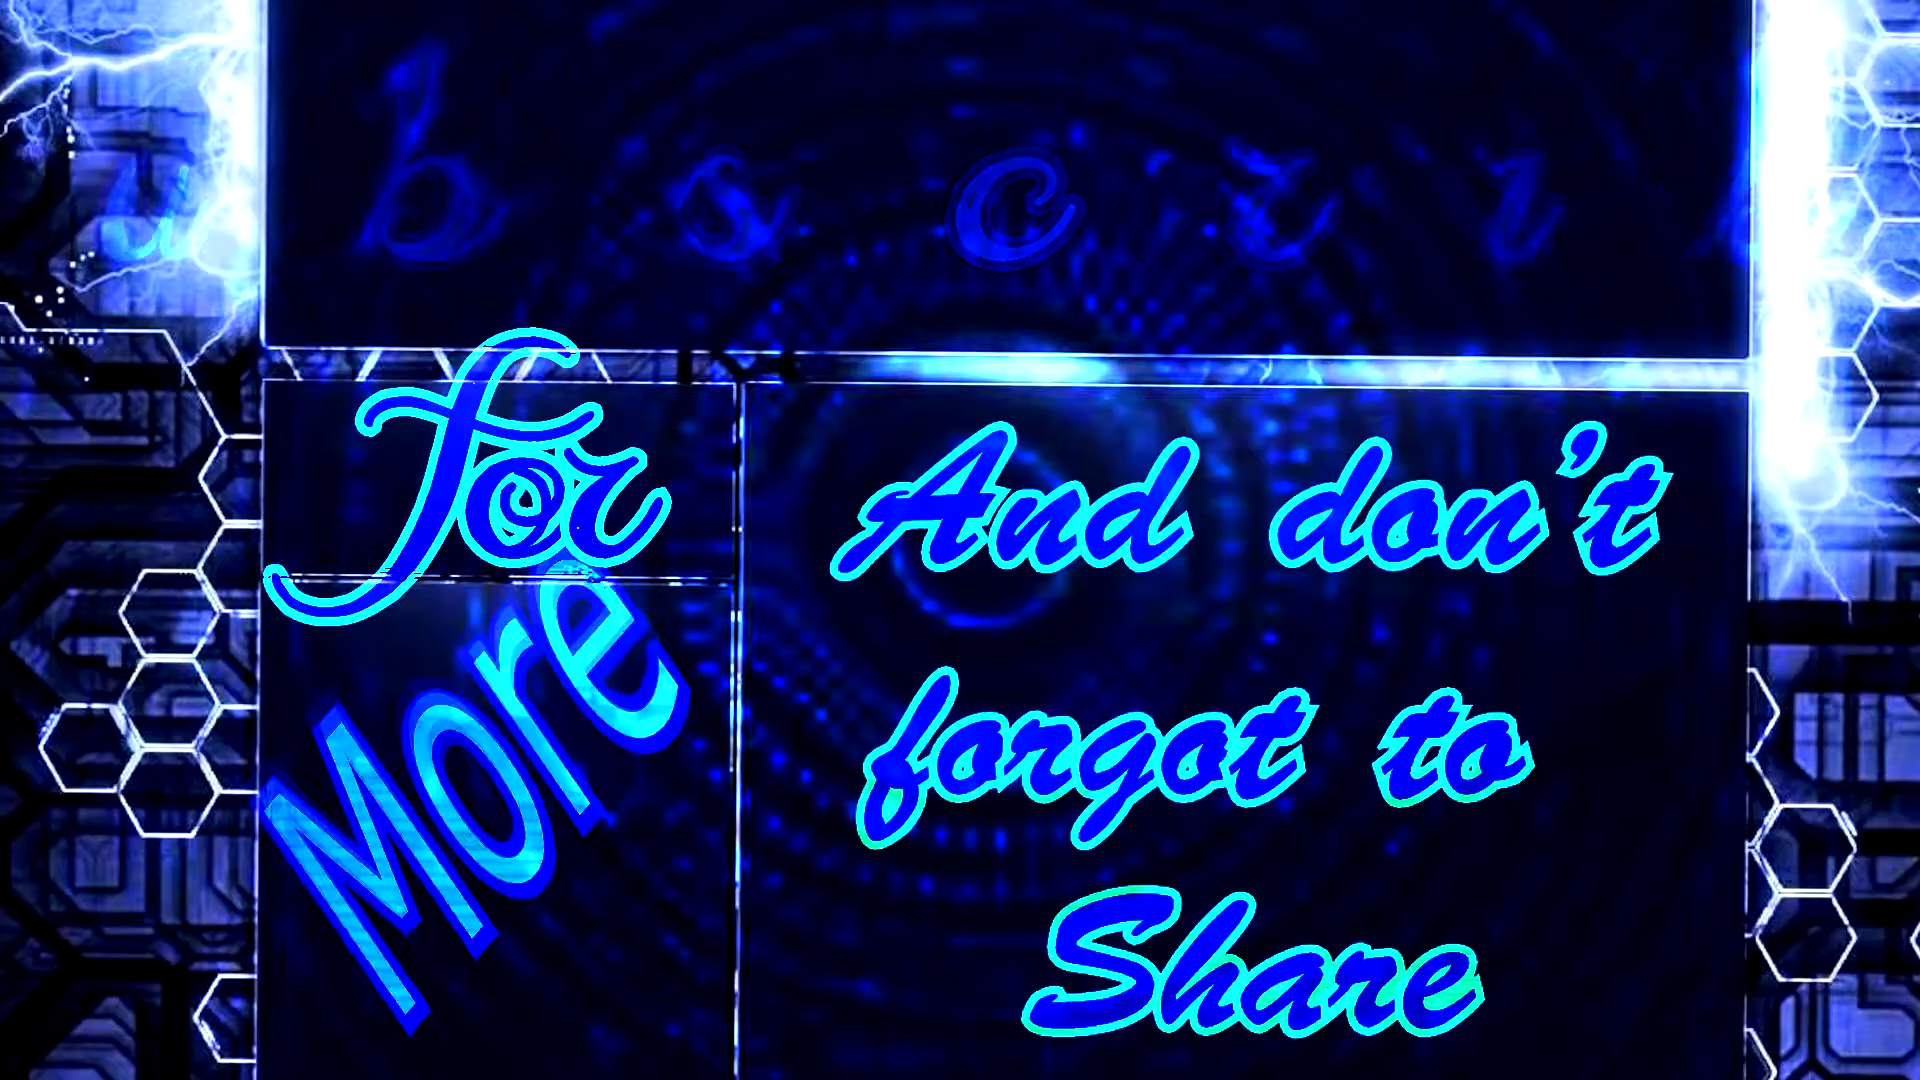 u b s c r i
for
More
And don't
forgot to
Share